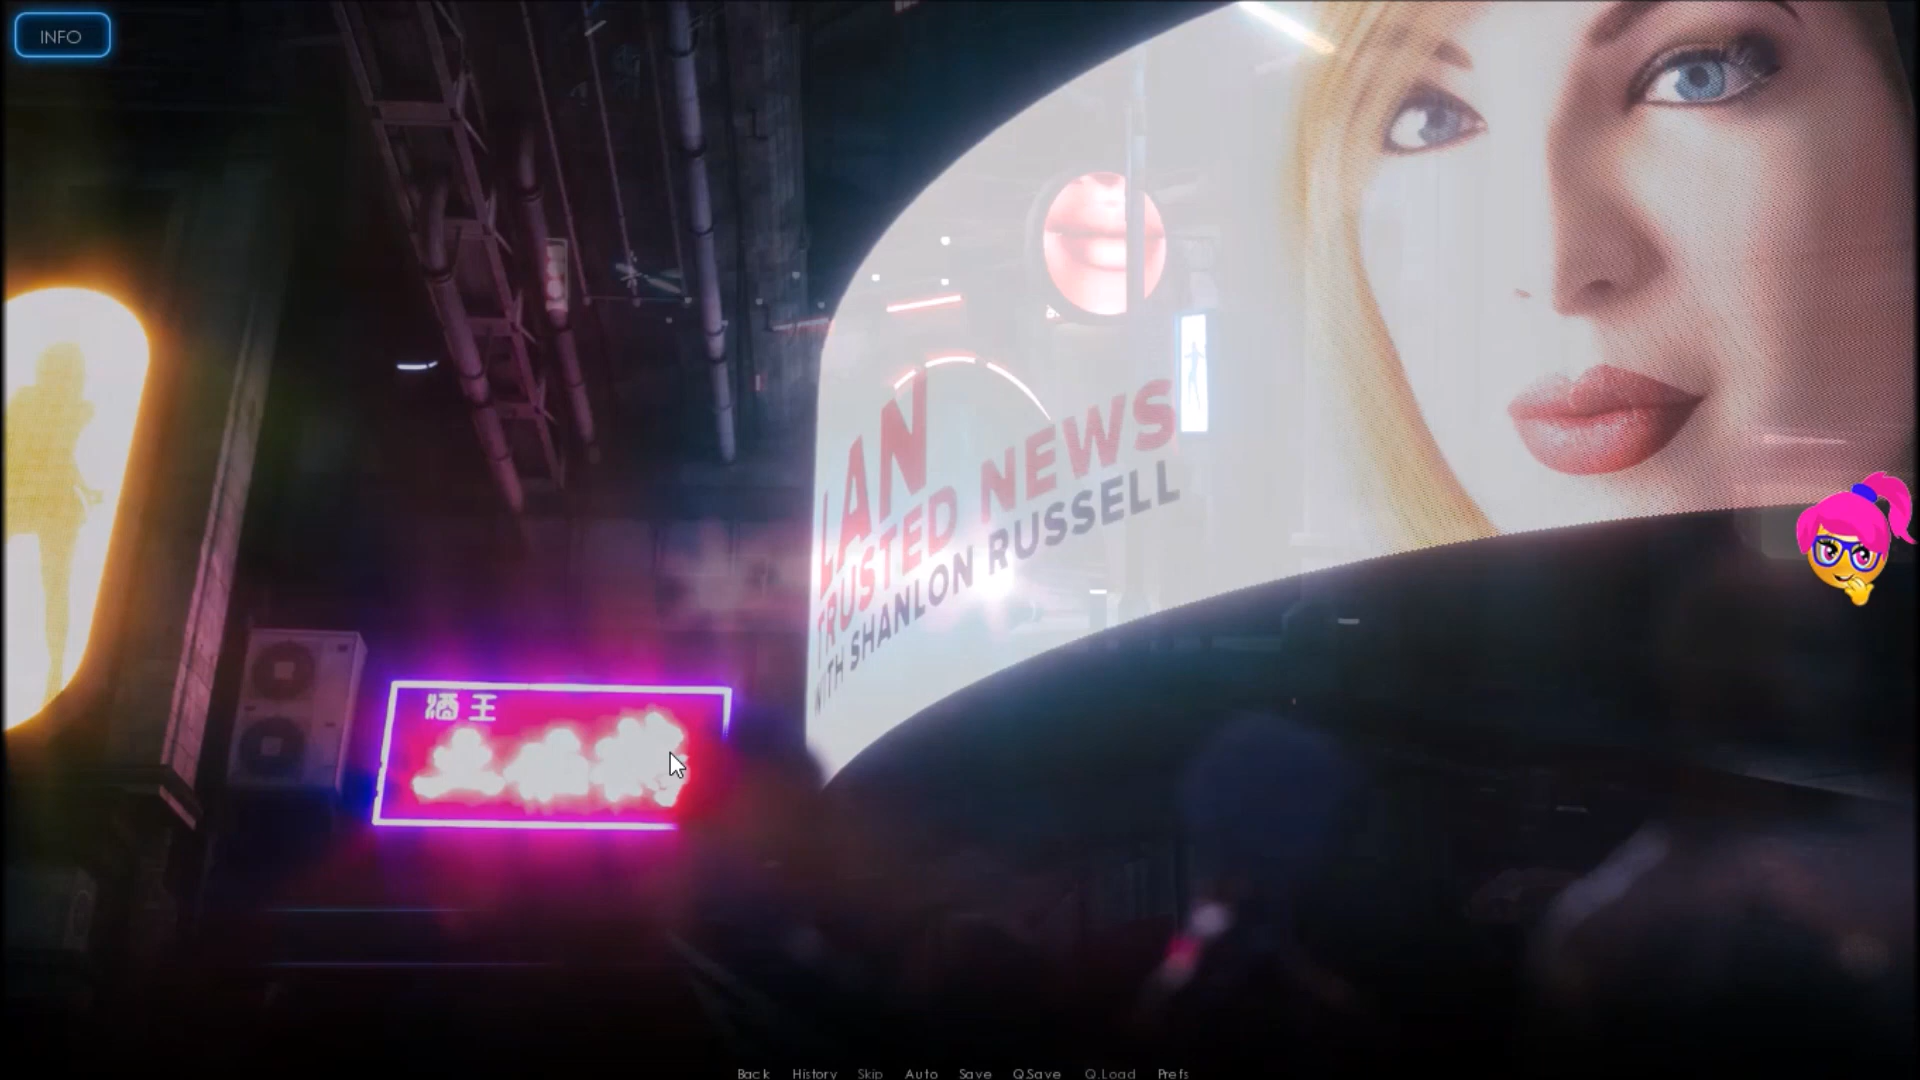 INFO
LAN
TRUSTED NEWS
WITH SHANLON RUSSELL
酒王
Back History Skip Auto Save Q.Save Q.Load Prefs